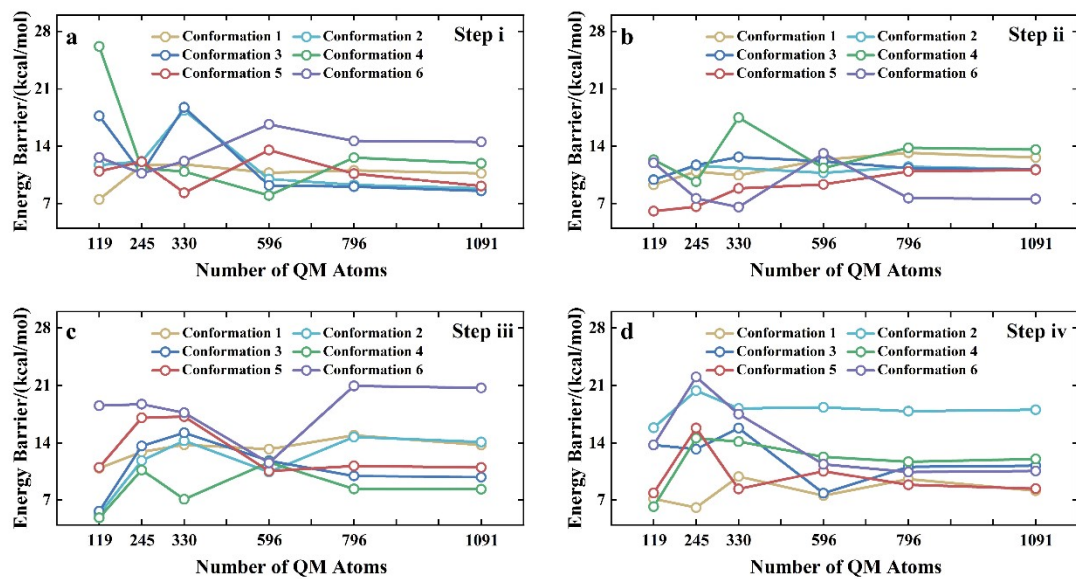 a
Step i
Conformation 1 Conformation 2
Conformation 3 Conformation 4
Conformation 5 Conformation 6
Energy Barrier/(kcal/mol)
28
21
14
7
119 245 330 596 796 1091
Number of QM Atoms
b
Step ii
Conformation 1 Conformation 2
Conformation 3 Conformation 4
Conformation 5 Conformation 6
Energy Barrier/(kcal/mol)
28
21
14
7
119 245 330 596 796 1091
Number of QM Atoms
c
Step iii
Conformation 1 Conformation 2
Conformation 3 Conformation 4
Conformation 5 Conformation 6
Energy Barrier/(kcal/mol)
28
21
14
7
119 245 330 596 796 1091
Number of QM Atoms
d
Step iv
Conformation 1 Conformation 2
Conformation 3 Conformation 4
Conformation 5 Conformation 6
Energy Barrier/(kcal/mol)
28
21
14
7
119 245 330 596 796 1091
Number of QM Atoms